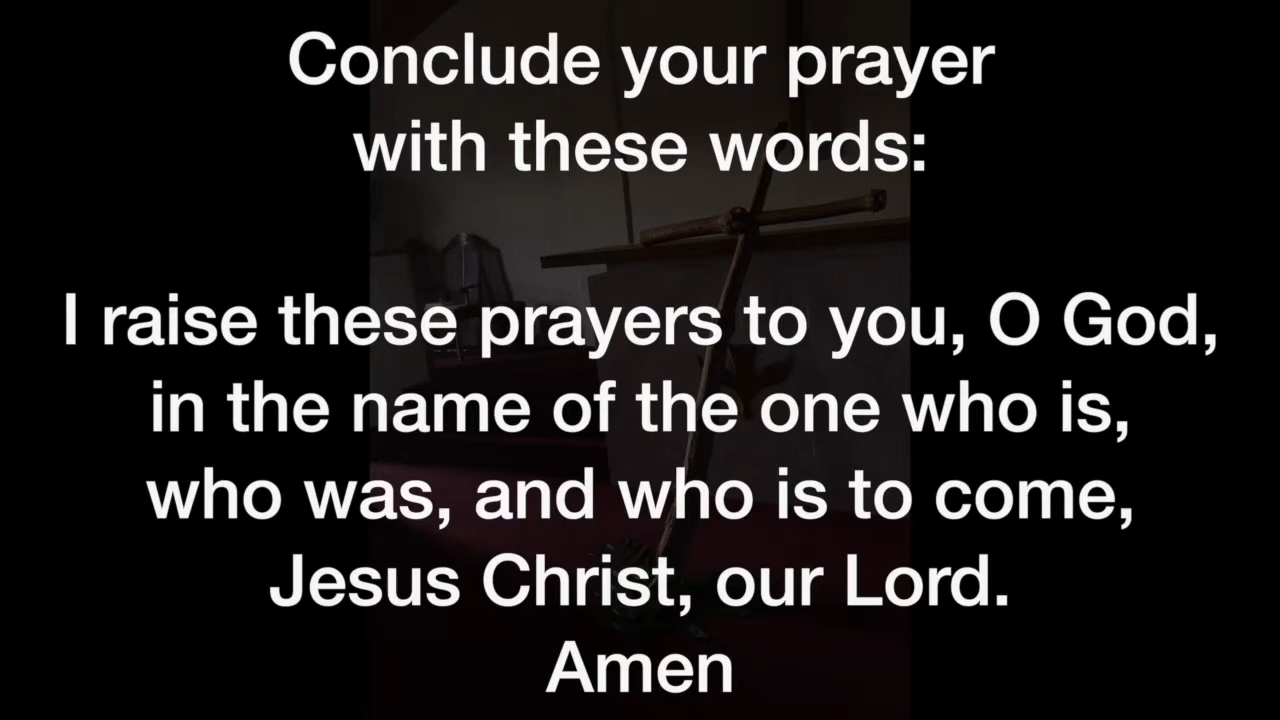 Conclude your prayer
with these words:
I raise these prayers to you, O God,
in the name of the one who is,
who was, and who is to come,
Jesus Christ, our Lord.
Amen